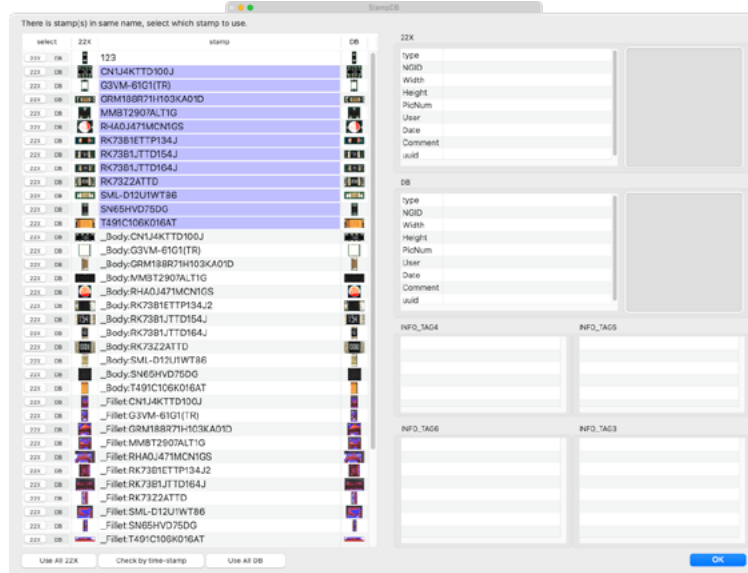 StampDB
There is stamp(s) in same name, select which stamp to use.
select 22X stamp DB
22X DB 123
22X DB CN1J4KTTD100J
22X DB G3VM-61G1(TR)
22X DB GRM188R71H103KA01D
22X DB MMBT2907ALT1G
22X DB RHA0J471MCN1GS
22X DB RK73B1ETTP134J
22X DB RK73B1JTTD154J
22X DB RK73B1JTTD164J
22X DB RK73Z2ATTD
22X DB SML-D12U1WT86
22X DB SN65HVD75DG
22X DB T491C106K016AT
22X DB _Body:CN1J4KTTD100J
22X DB _Body:G3VM-61G1(TR)
22X DB _Body:GRM188R71H103KA01D
22X DB _Body:MMBT2907ALT1G
22X DB _Body:RHA0J471MCN1GS
22X DB _Body:RK73B1ETTP134J2
22X DB _Body:RK73B1JTTD154J
22X DB _Body:RK73B1JTTD164J
22X DB _Body:RK73Z2ATTD
22X DB _Body:SML-D12U1WT86
22X DB _Body:SN65HVD75DG
22X DB _Body:T491C106K016AT
22X DB _Fillet:CN1J4KTTD100J
22X DB _Fillet:G3VM-61G1(TR)
22X DB _Fillet:GRM188R71H103KA01D
22X DB _Fillet:MMBT2907ALT1G
22X DB _Fillet:RHA0J471MCN1GS
22X DB _Fillet:RK73B1ETTP134J2
22X DB _Fillet:RK73B1JTTD164J
22X DB _Fillet:RK73Z2ATTD
22X DB _Fillet:SML-D12U1WT86
22X DB _Fillet:SN65HVD75DG
22X DB _Fillet:T491C106K016AT
Use All 22X Check by time-stamp Use All DB
22X
type
NGID
Width
Height
PicNum
User
Date
Comment
uuid
DB
type
NGID
Width
Height
PicNum
User
Date
Comment
uuid
INFO_TAG4 INFO_TAG5
INFO_TAG6 INFO_TAG3
OK